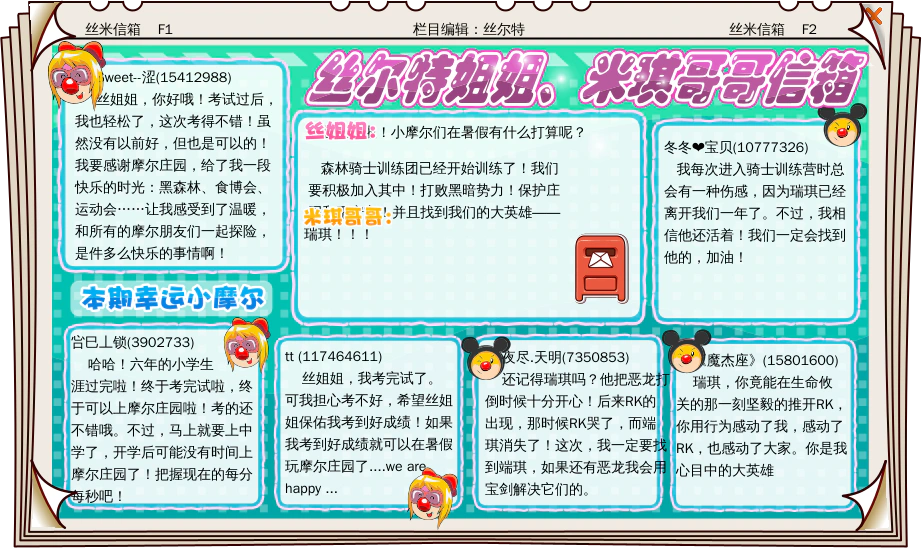 丝米信箱 F1
栏目编辑：丝尔特
丝米信箱 F2
丝尔特姐姐、米琪哥哥信箱
Sweet--涩(15412988)
丝姐姐，你好哦！考试过后，
我也轻松了，这次考得不错！虽
然没有以前好，但也是可以的！
我要感谢摩尔庄园，给了我一段
快乐的时光：黑森林、食博会、
运动会……让我感受到了温暖，
和所有的摩尔朋友们一起探险，
是件多么快乐的事情啊！
丝姐姐：
！小摩尔们在暑假有什么打算呢？
森林骑士训练团已经开始训练了！我们
要积极加入其中！打败黑暗势力！保护庄
米琪哥哥：
！并且找到我们的大英雄——
瑞琪！！！
冬冬❤宝贝(10777326)
我每次进入骑士训练营时总
会有一种伤感，因为瑞琪已经
离开我们一年了。不过，我相
信他还活着！我们一定会找到
他的，加油！
本期幸运小摩尔
(3902733)
哈哈！六年的小学生
涯过完啦！终于考完试啦，终
于可以上摩尔庄园啦！考的还
不错哦。不过，马上就要上中
学了，开学后可能没有时间上
摩尔庄园了！把握现在的每分
每秒吧！
tt (117464611)
丝姐姐，我考完试了。
可我担心考不好，希望丝姐
姐保佑我考到好成绩！如果
我考到好成绩就可以在暑假
玩摩尔庄园了....we are
happy ...
夜尽.天明(7350853)
还记得瑞琪吗？他把恶龙打
倒时候十分开心！后来RK的
出现，那时候RK哭了，而端
琪消失了！这次，我一定要找
到端琪，如果还有恶龙我会用
宝剑解决它们的。
魔杰座》(15801600)
瑞琪，你竟能在生命攸
关的那一刻坚毅的推开RK，
你用行为感动了我，感动了
RK，也感动了大家。你是我
心目中的大英雄